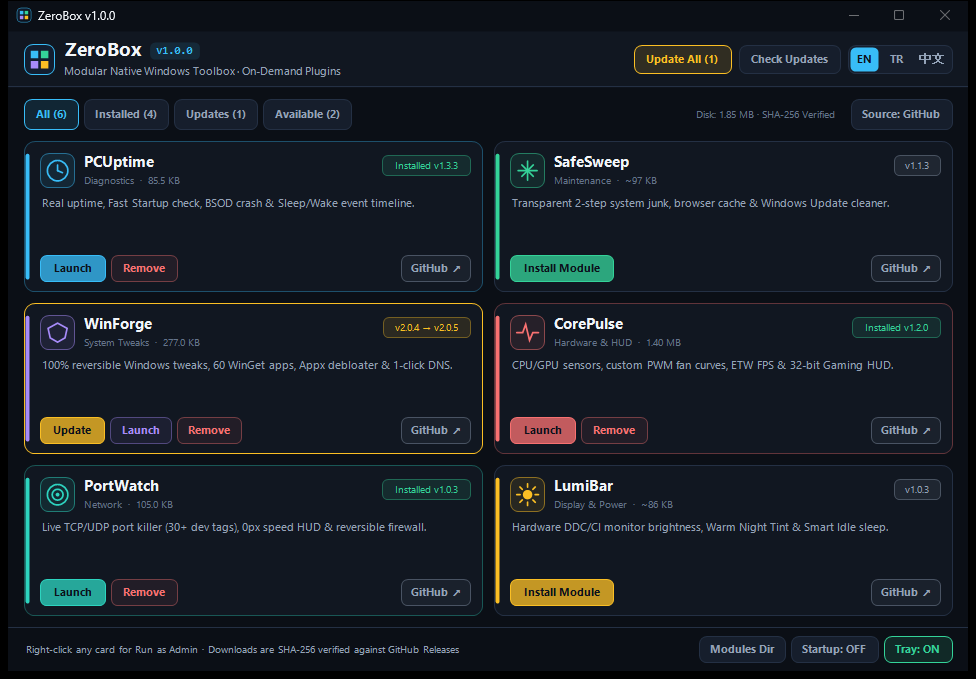 ZeroBox v1.0.0
ZeroBox v1.0.0
Modular Native Windows Toolbox · On-Demand Plugins
Update All (1)
Check Updates
EN
TR
中文
All (6)
Installed (4)
Updates (1)
Available (2)
Disk: 1.85 MB · SHA-256 Verified
Source: GitHub
PCUptime
Installed v1.3.3
Diagnostics · 85.5 KB
Real uptime, Fast Startup check, BSOD crash & Sleep/Wake event timeline.
Launch
Remove
GitHub ↗
SafeSweep
v1.1.3
Maintenance · ~97 KB
Transparent 2-step system junk, browser cache & Windows Update cleaner.
Install Module
GitHub ↗
WinForge
v2.0.4 → v2.0.5
System Tweaks · 277.0 KB
100% reversible Windows tweaks, 60 WinGet apps, Appx debloater & 1-click DNS.
Update
Launch
Remove
GitHub ↗
CorePulse
Installed v1.2.0
Hardware & HUD · 1.40 MB
CPU/GPU sensors, custom PWM fan curves, ETW FPS & 32-bit Gaming HUD.
Launch
Remove
GitHub ↗
PortWatch
Installed v1.0.3
Network · 105.0 KB
Live TCP/UDP port killer (30+ dev tags), 0px speed HUD & reversible firewall.
Launch
Remove
GitHub ↗
LumiBar
v1.0.3
Display & Power · ~86 KB
Hardware DDC/CI monitor brightness, Warm Night Tint & Smart Idle sleep.
Install Module
GitHub ↗
Right-click any card for Run as Admin · Downloads are SHA-256 verified against GitHub Releases
Modules Dir
Startup: OFF
Tray: ON